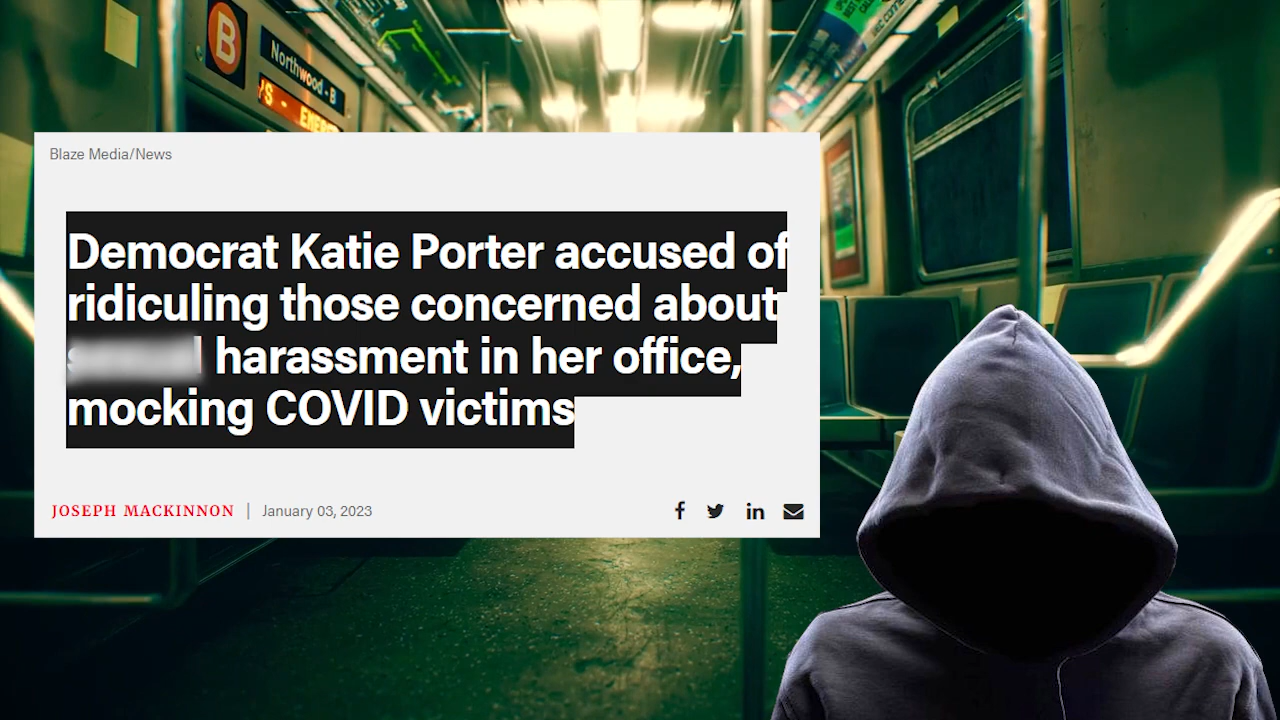 B
Northwood - B
Blaze Media/News
Democrat Katie Porter accused of
ridiculing those concerned about
harassment in her office,
mocking COVID victims
JOSEPH MACKINNON | January 03, 2023